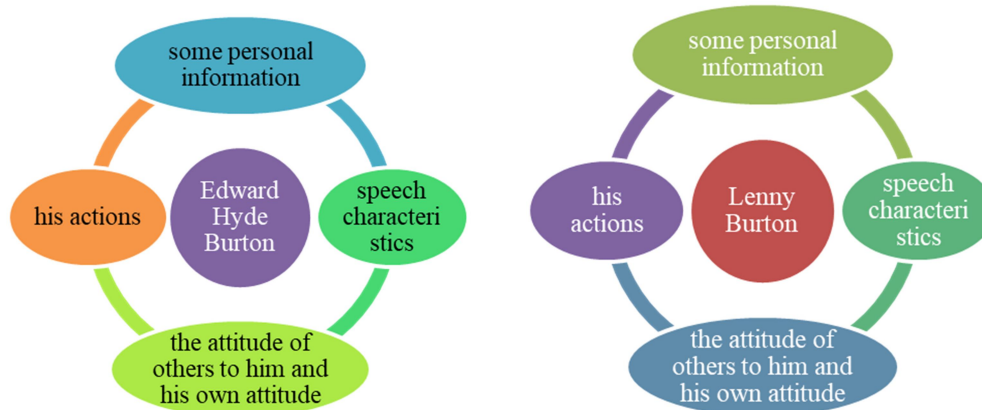 some personal
information
his actions
Edward
Hyde
Burton
speech
characteri
stics
the attitude of
others to him and
his own attitude
some personal
information
his
actions
Lenny
Burton
speech
characteri
stics
the attitude of
others to him and
his own attitude